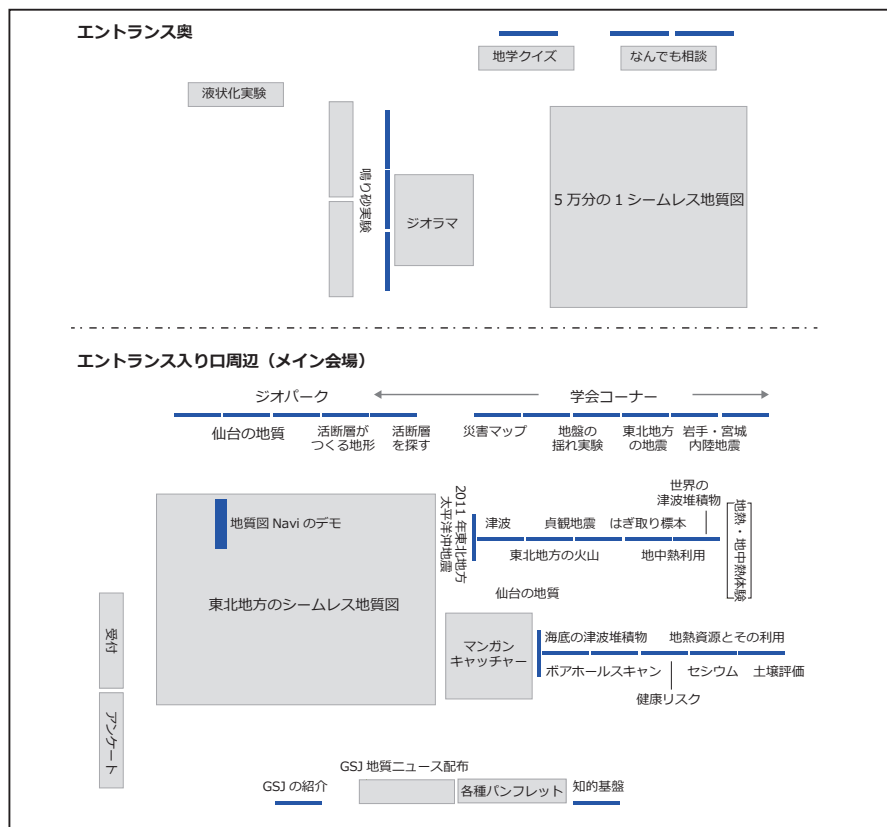 エントランス奥
地学クイズ
なんでも相談
液状化実験
鳴り砂実験
ジオラマ
5 万分の 1 シームレス地質図
エントランス入り口周辺（メイン会場）
ジオパーク
学会コーナー
仙台の地質
活断層が
つくる地形
活断層
を探す
災害マップ
地盤の
揺れ実験
東北地方
の地震
岩手・宮城
内陸地震
世界の
津波堆積物
地質図 Navi のデモ
2011 年東北地方
太平洋沖地震
津波
貞観地震
はぎ取り標本
地熱・地中熱体験
東北地方の火山
地中熱利用
仙台の地質
東北地方のシームレス地質図
受付
マンガン
キャッチャー
海底の津波堆積物
地熱資源とその利用
ボアホールスキャン
セシウム
土壌評価
健康リスク
アンケート
GSJ 地質ニュース配布
GSJ の紹介
各種パンフレット
知的基盤